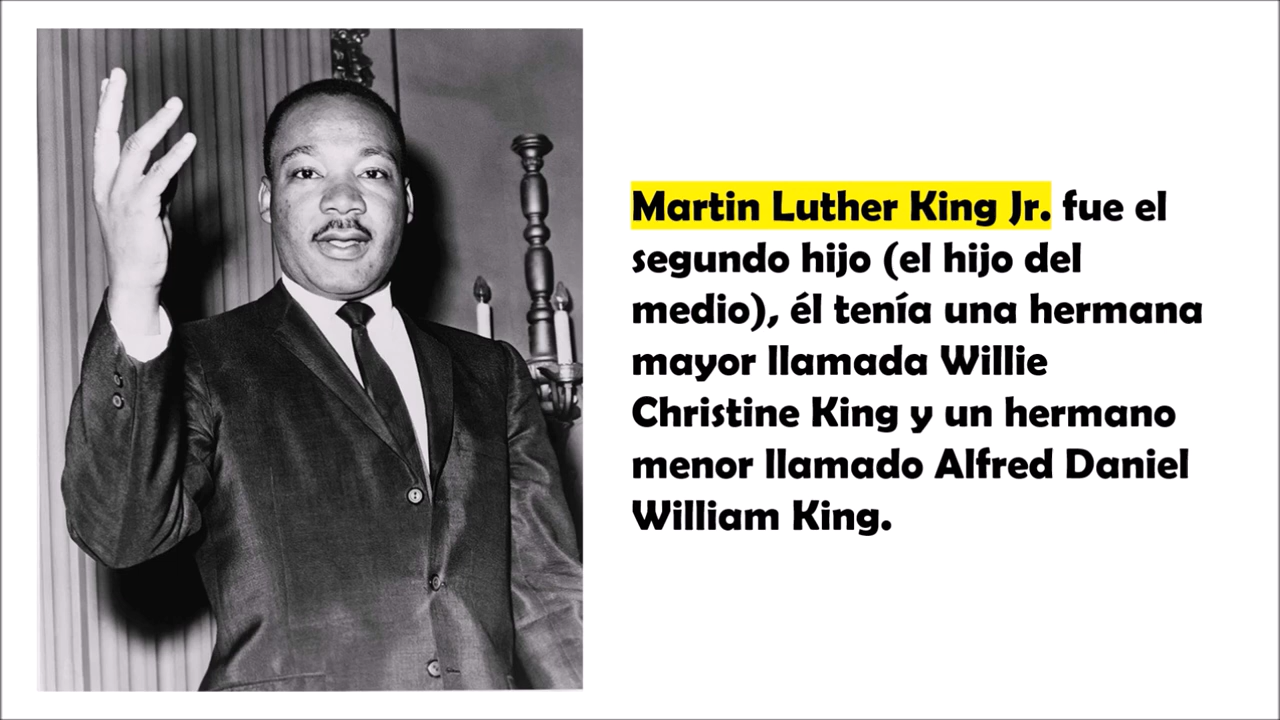 Martin Luther King Jr. fue el
segundo hijo (el hijo del
medio), él tenía una hermana
mayor llamada Willie
Christine King y un hermano
menor llamado Alfred Daniel
William King.